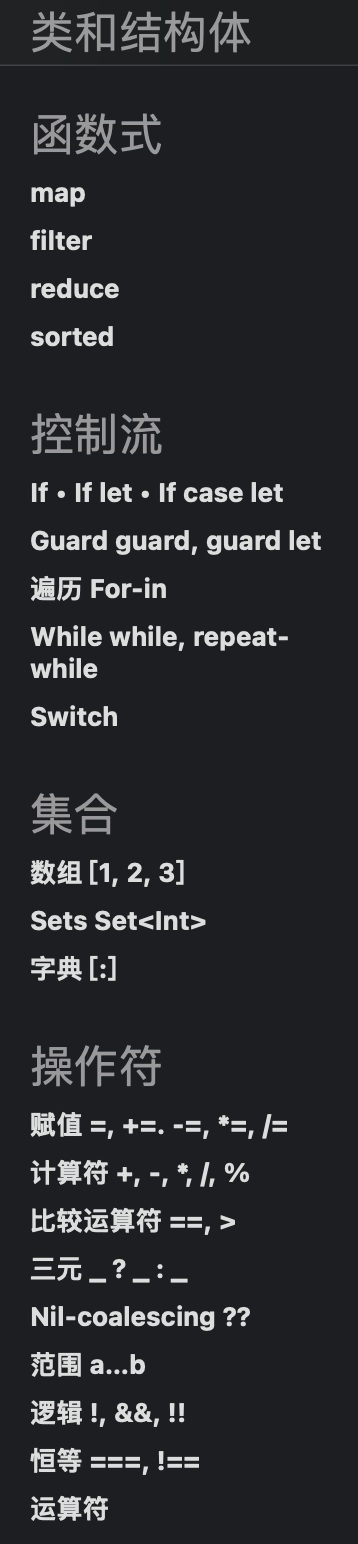 类和结构体
函数式
map
filter
reduce
sorted
控制流
If • If let • If case let
Guard guard, guard let
遍历 For-in
While while, repeat-
while
Switch
集合
数组 [1, 2, 3]
Sets Set<Int>
字典 [:]
操作符
赋值 =, +=. -=, *=, /=
计算符 +, -, *, /, %
比较运算符 ==, >
三元 _ ? _ : _
Nil-coalescing ??
范围 a...b
逻辑 !, &&, !!
恒等 ===, !==
运算符